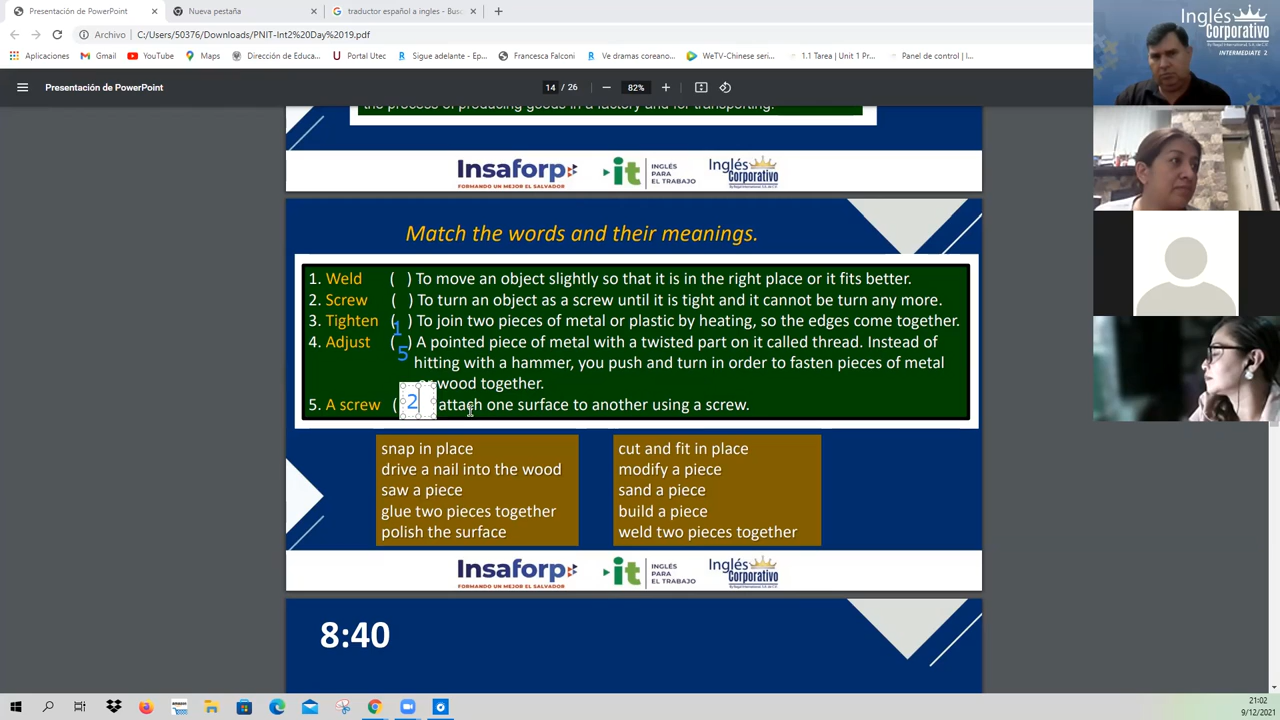 Presentación de PowerPoint
Nueva pestaña
traductor español a ingles - Bus
Archivo
C:/Users/50376/Downloads/PNIT-Int2%20Day%2019.pdf
Aplicaciones
Gmail
YouTube
Maps
Dirección de Educa...
Portal Utec
Sigue adelante - Ep...
Francesca Falconi
Ve dramas coreano...
WeTV-Chinese seri...
1.1 Tarea | Unit 1 Pr...
Panel de control | I...
Presentación de PowerPoint
14 / 26
82%
the process of producing goods in a factory and for transporting.
Insaforp
FORMANDO UN MEJOR EL SALVADOR
it
INGLÉS
PARA
EL TRABAJO
Inglés
Corporativo
Match the words and their meanings.
1. Weld ( ) To move an object slightly so that it is in the right place or it fits better.
2. Screw ( ) To turn an object as a screw until it is tight and it cannot be turn any more.
3. Tighten ( 1 ) To join two pieces of metal or plastic by heating, so the edges come together.
4. Adjust ( 5 ) A pointed piece of metal with a twisted part on it called thread. Instead of
hitting with a hammer, you push and turn in order to fasten pieces of metal
wood together.
5. A screw ( 2 attach one surface to another using a screw.
snap in place
drive a nail into the wood
saw a piece
glue two pieces together
polish the surface
cut and fit in place
modify a piece
sand a piece
build a piece
weld two pieces together
Insaforp
FORMANDO UN MEJOR EL SALVADOR
it
INGLÉS
PARA
EL TRABAJO
Inglés
Corporativo
8:40
Inglés
Corporativo
INTERMEDIATE 2
21:02
9/12/2021